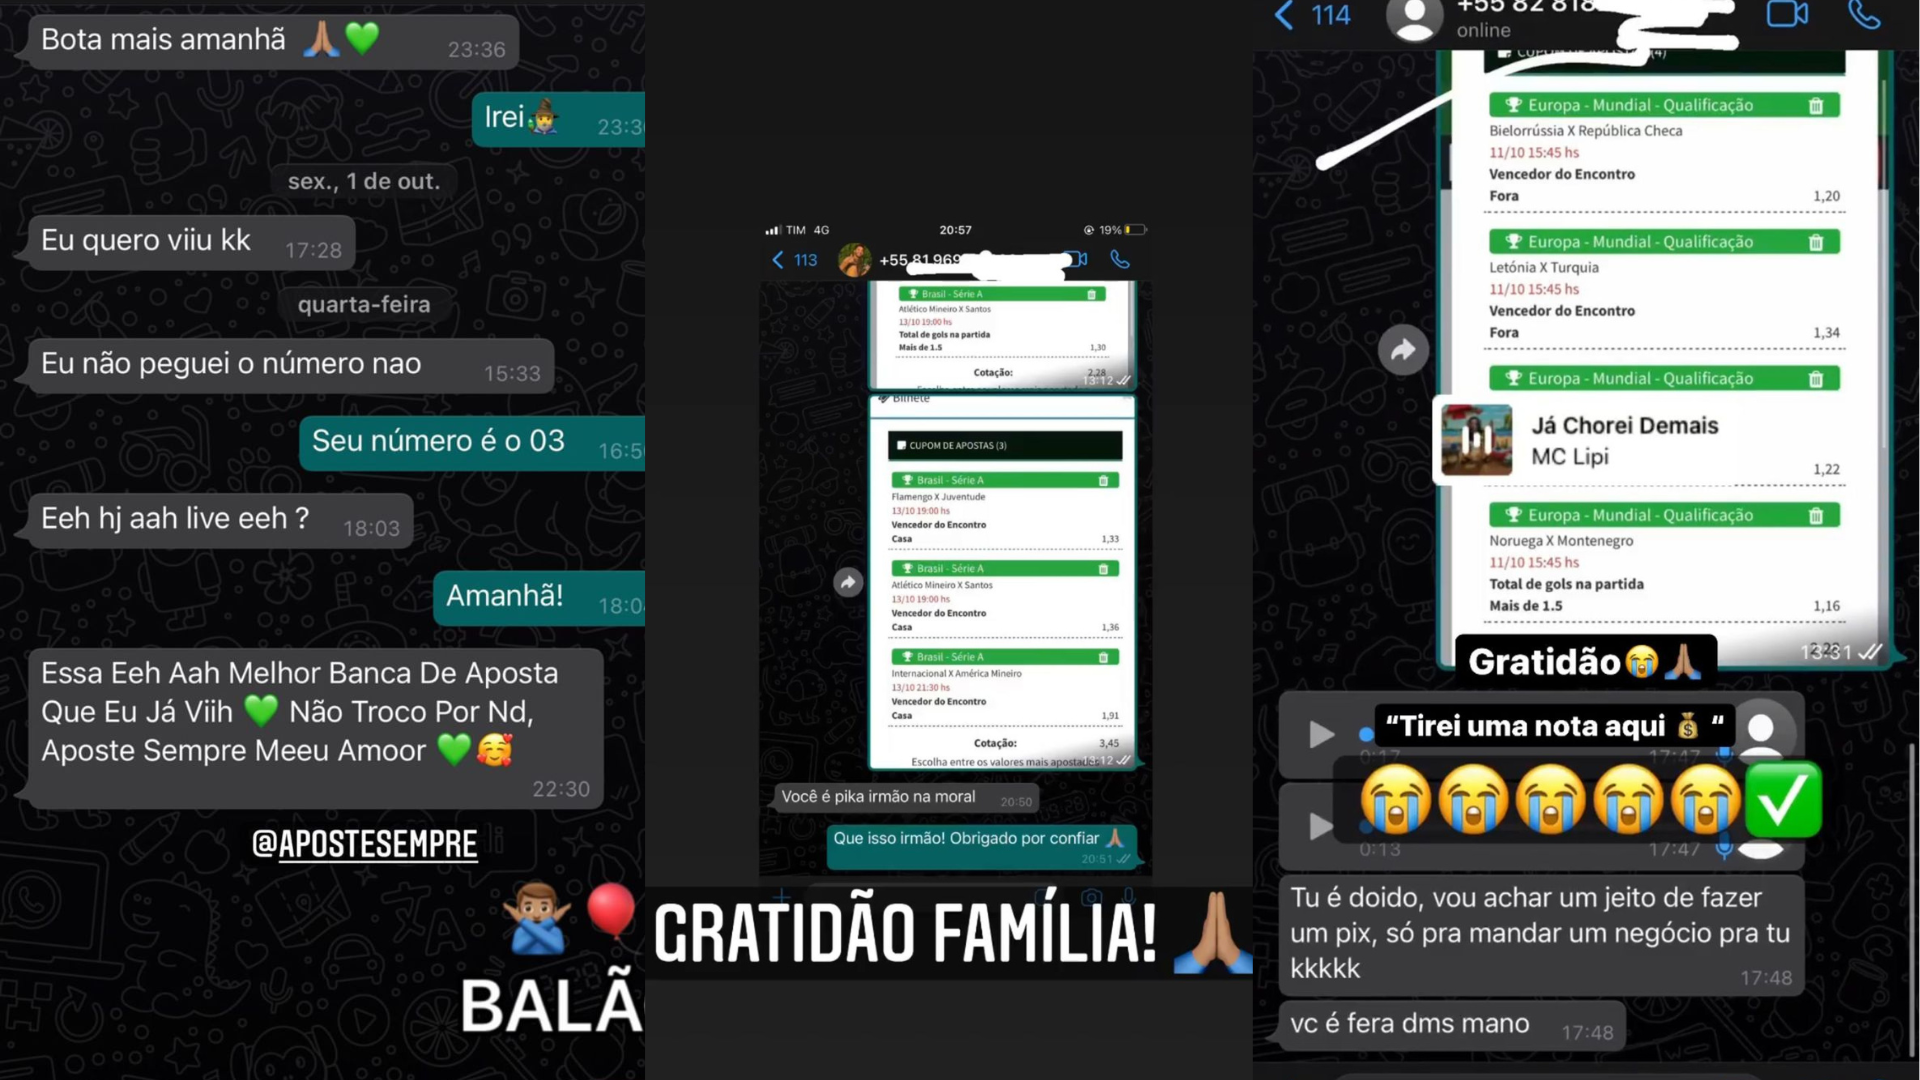 Bota mais amanhã 🙏🏽💚
23:36
Irei🧙‍♂️
sex., 1 de out.
Eu quero viiu kk
17:28
quarta-feira
Eu não peguei o número nao
15:33
Seu número é o 03
Eeh hj aah live eeh ?
18:03
Amanhã!
Essa Eeh Aah Melhor Banca De Aposta
Que Eu Já Viih 💚 Não Troco Por Nd,
Aposte Sempre Meeu Amoor 💚🥰
22:30
@APOSTESEMPRE
🙅🏽‍♂️🎈
TIM 4G
20:57
19%
113
Brasil - Série A
Atlético Mineiro X Santos
13/10 19:00 hs
Total de gols na partida
Mais de 1.5
1,30
Cotação:
2,28
13:12
Bilhete
CUPOM DE APOSTAS (3)
Brasil - Série A
Flamengo X Juventude
13/10 19:00 hs
Vencedor do Encontro
Casa
1,33
Brasil - Série A
Atlético Mineiro X Santos
13/10 19:00 hs
Vencedor do Encontro
Casa
1,36
Brasil - Série A
Internacional X América Mineiro
13/10 21:30 hs
Vencedor do Encontro
Casa
1,91
Cotação:
3,45
Escolha entre os valores mais apostados
Você é pika irmão na moral
20:50
Que isso irmão! Obrigado por confiar 🙏🏽
20:51
GRATIDÃO FAMÍLIA! 🙏🏽
114
+55 82 818
online
CUPOM DE APOSTAS (4)
Europa - Mundial - Qualificação
Bielorrússia X República Checa
11/10 15:45 hs
Vencedor do Encontro
Fora
1,20
Europa - Mundial - Qualificação
Letónia X Turquia
11/10 15:45 hs
Vencedor do Encontro
Fora
1,34
Europa - Mundial - Qualificação
Já Chorei Demais
MC Lipi
1,22
Europa - Mundial - Qualificação
Noruega X Montenegro
11/10 15:45 hs
Total de gols na partida
Mais de 1.5
1,16
13:31
Gratidão😭🙏🏽
“Tirei uma nota aqui 💰 “
0:17
17:47
😭😭😭😭😭✅
0:13
17:47
Tu é doido, vou achar um jeito de fazer
um pix, só pra mandar um negócio pra tu
kkkkk
17:48
vc é fera dms mano
17:48